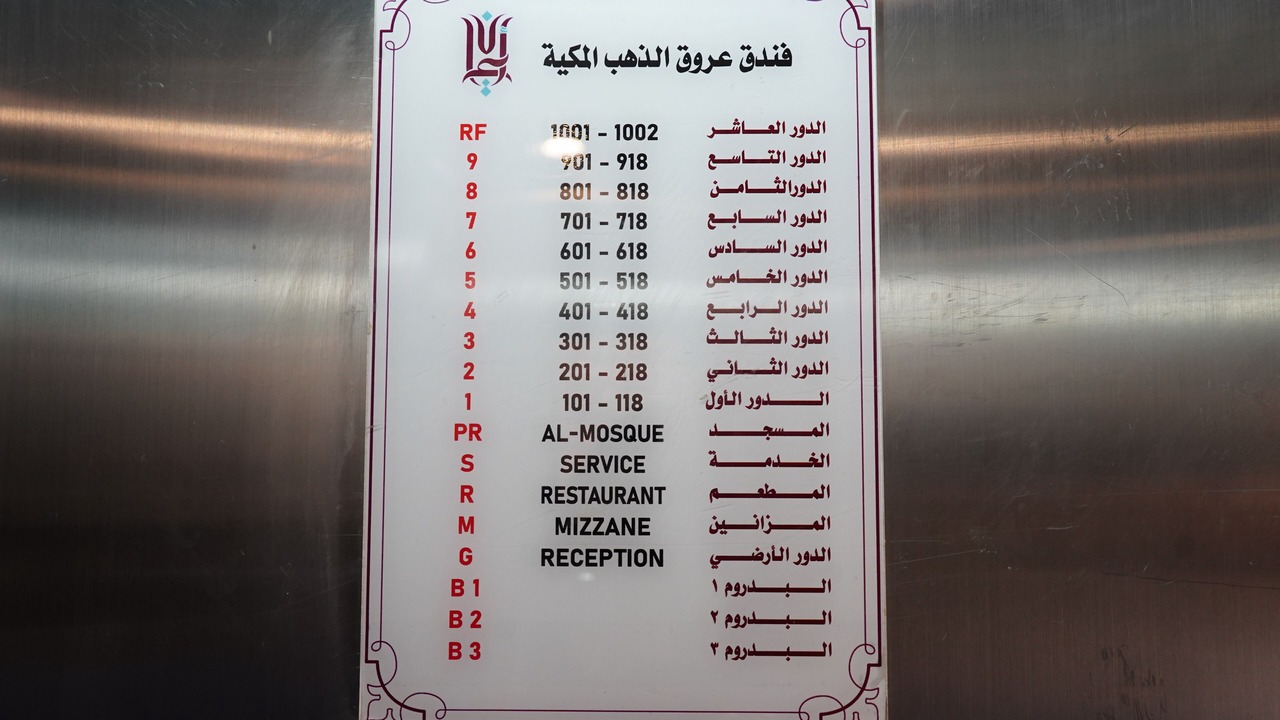 فندق عروق الذهب المكية
RF 1001 - 1002 الدور العاشر
9 901 - 918 الدور التاسع
8 801 - 818 الدورالثامن
7 701 - 718 الدور السابع
6 601 - 618 الدور السادس
5 501 - 518 الدور الخامس
4 401 - 418 الدور الرابع
3 301 - 318 الدور الثالث
2 201 - 218 الدور الثاني
1 101 - 118 الدور الأول
PR AL-MOSQUE المسجد
S SERVICE الخدمة
R RESTAURANT المطعم
M MIZZANE المزانين
G RECEPTION الدور الأرضي
B 1 البدروم ١
B 2 البدروم ٢
B 3 البدروم ٣